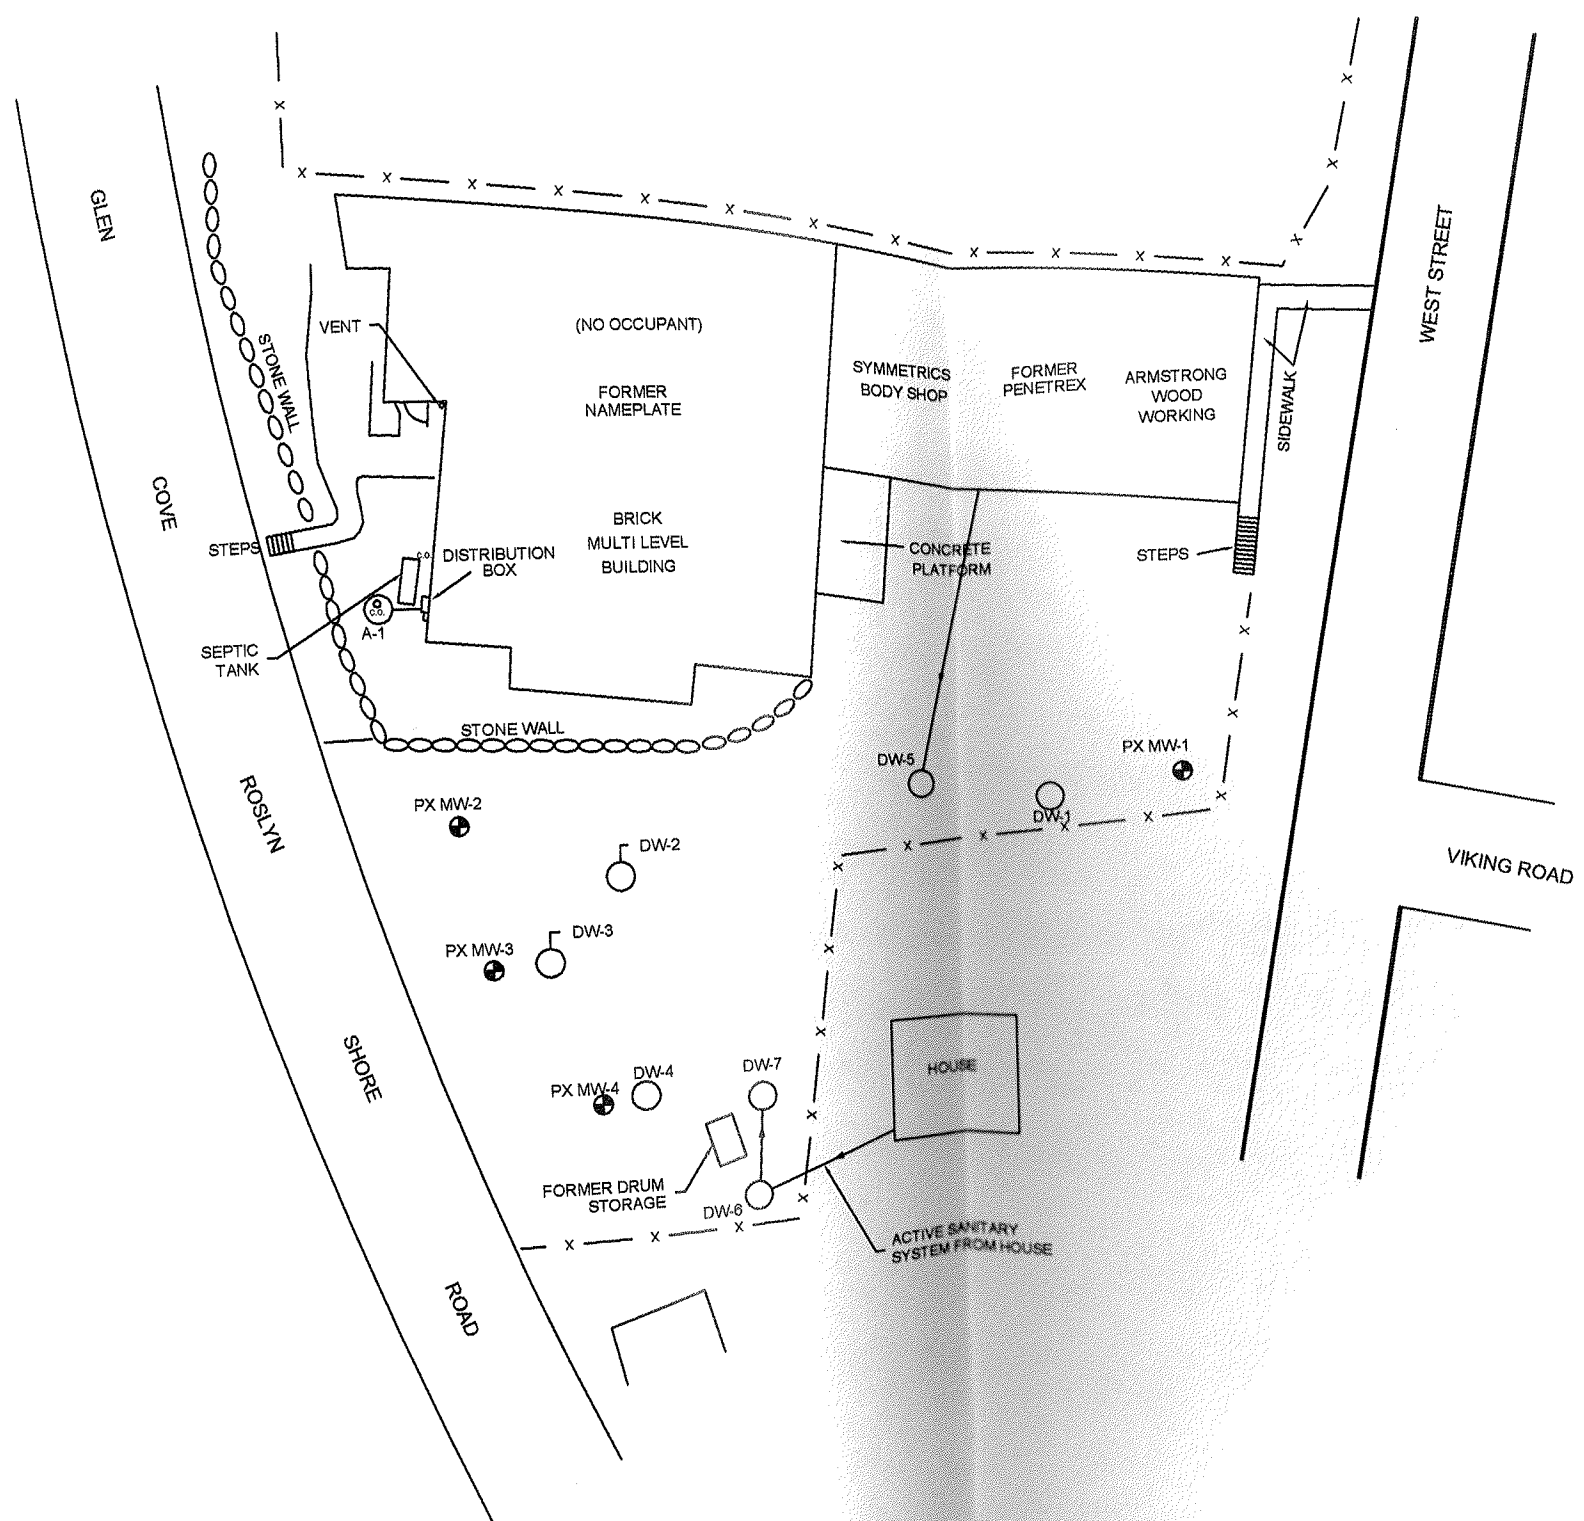 GLEN
COVE
ROSLYN
SHORE
ROAD
WEST STREET
VIKING ROAD
STONE WALL
VENT
(NO OCCUPANT)
FORMER
NAMEPLATE
BRICK
MULTI LEVEL
BUILDING
SYMMETRICS
BODY SHOP
FORMER
PENETREX
ARMSTRONG
WOOD
WORKING
SIDEWALK
STEPS
C.O.
DISTRIBUTION
BOX
C.O.
A-1
SEPTIC
TANK
CONCRETE
PLATFORM
STEPS
STONE WALL
DW-5
PX MW-1
DW-1
PX MW-2
DW-2
DW-3
PX MW-3
HOUSE
DW-7
DW-4
PX MW-4
FORMER DRUM
STORAGE
DW-6
ACTIVE SANITARY
SYSTEM FROM HOUSE